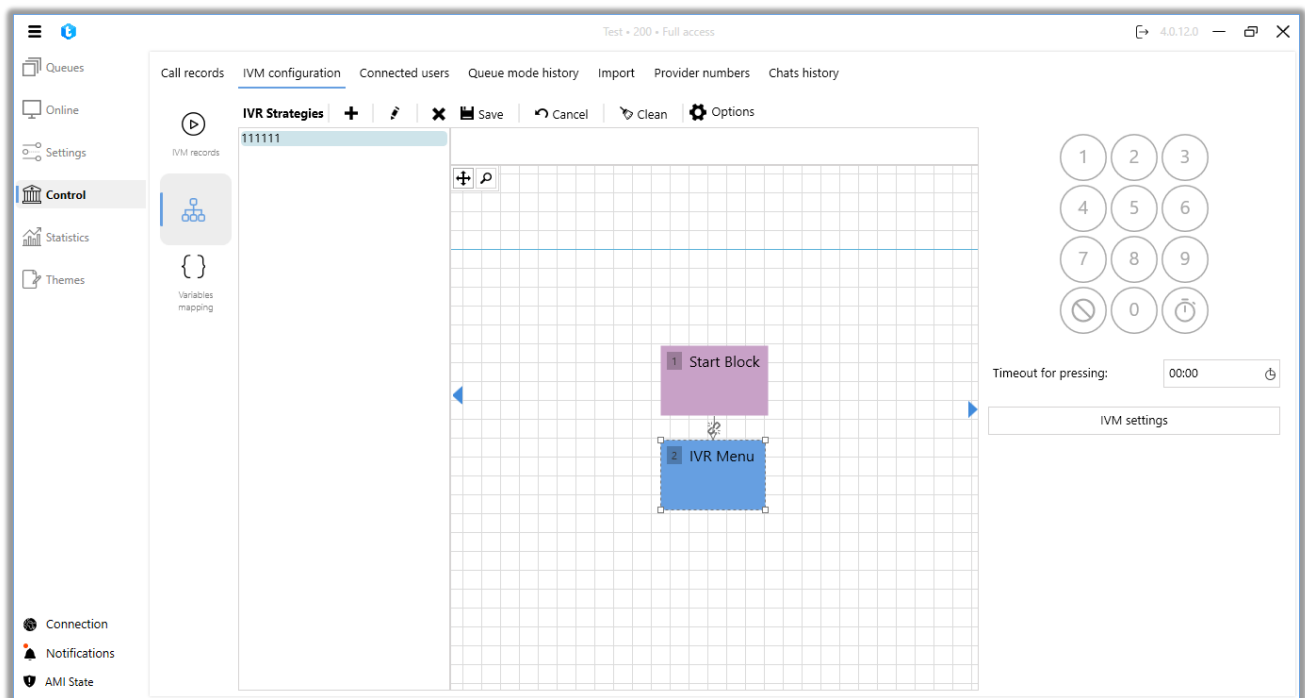 Test • 200 • Full access
4.0.12.0
Queues
Online
Settings
Control
Statistics
Themes
Connection
Notifications
AMI State
Call records IVM configuration Connected users Queue mode history Import Provider numbers Chats history
IVM records
Variables
mapping
IVR Strategies Save Cancel Clean Options
111111
1 Start Block
2 IVR Menu
1 2 3
4 5 6
7 8 9
0
Timeout for pressing: 00:00
IVM settings